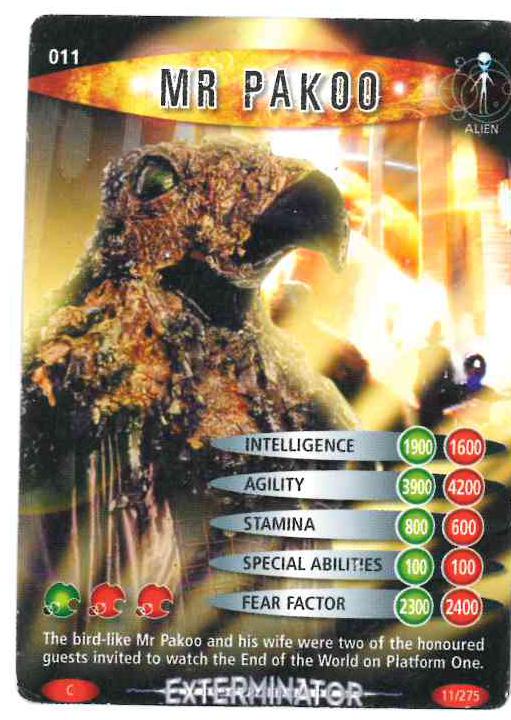 011
MR PAKOO
ALIEN
INTELLIGENCE 1900 1600
AGILITY 3900 4200
STAMINA 800 600
SPECIAL ABILITIES 100 100
FEAR FACTOR 2300 2400
The bird-like Mr Pakoo and his wife were two of the honoured
guests invited to watch the End of the World on Platform One.
C EXTERMINATOR 11/275